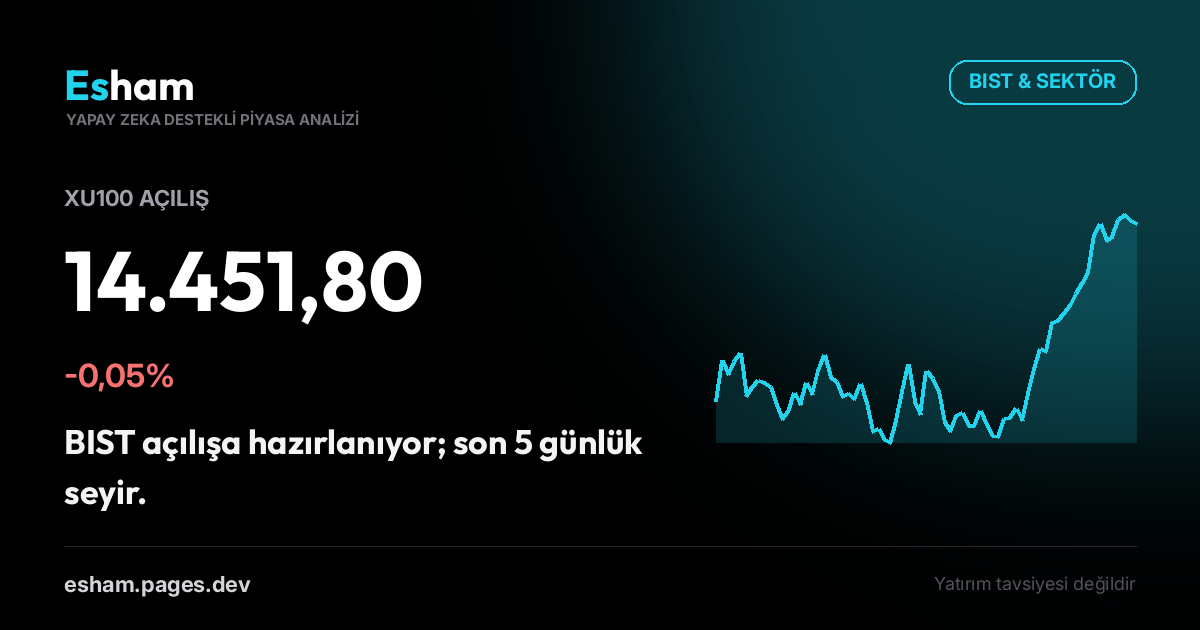 Esham
YAPAY ZEKA DESTEKLİ PİYASA ANALİZİ
BIST & SEKTÖR
XU100 AÇILIŞ
14.451,80
-0,05%
BIST açılışa hazırlanıyor; son 5 günlük
seyir.
esham.pages.dev
Yatırım tavsiyesi değildir